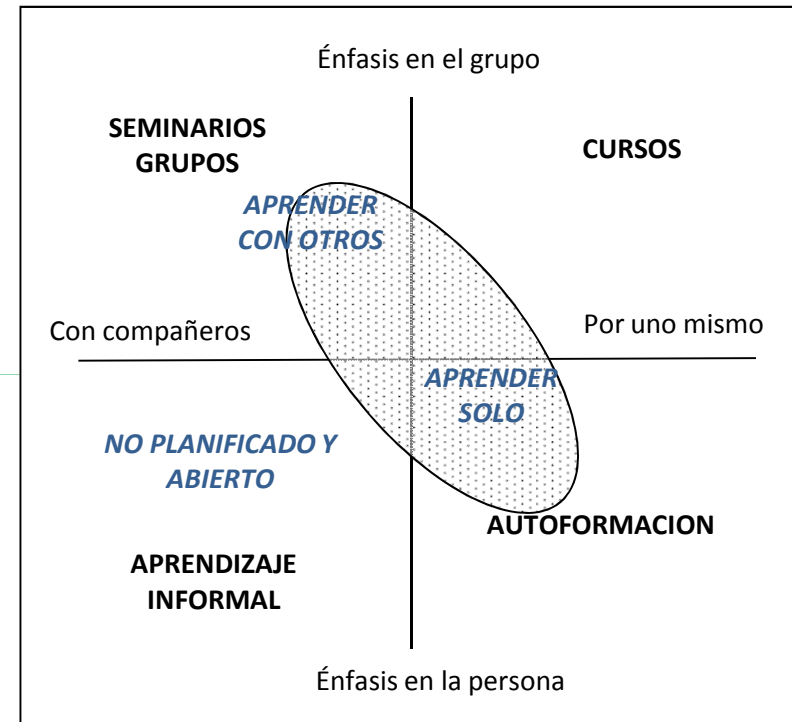 Énfasis en el grupo
SEMINARIOS
GRUPOS
CURSOS
APRENDER
CON OTROS
Con compañeros
Por uno mismo
APRENDER
SOLO
NO PLANIFICADO Y
ABIERTO
AUTOFORMACION
APRENDIZAJE
INFORMAL
Énfasis en la persona